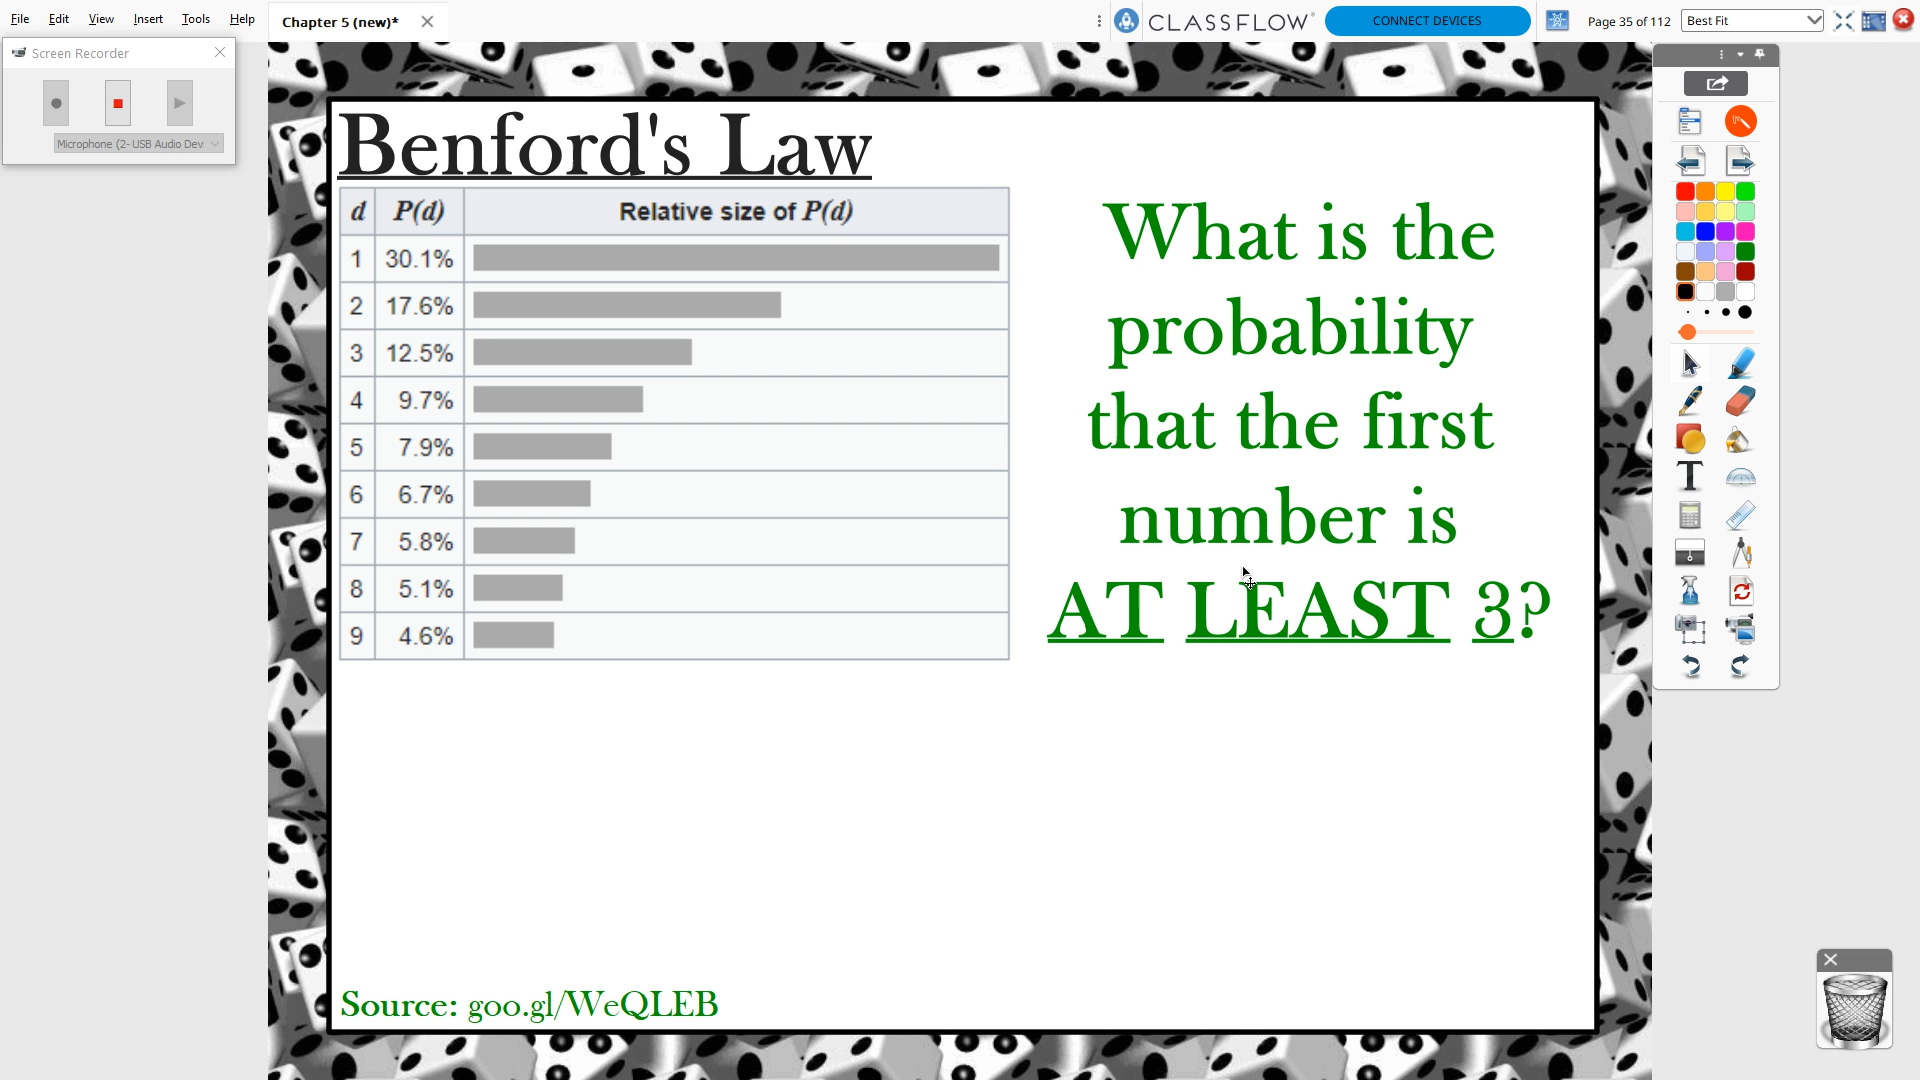 File Edit View Insert Tools Help
Chapter 5 (new)*
CLASSFLOW
CONNECT DEVICES
Page 35 of 112
Best Fit
Screen Recorder
Microphone (2- USB Audio Dev
Benford's Law
d P(d) Relative size of P(d)
1 30.1%
2 17.6%
3 12.5%
4 9.7%
5 7.9%
6 6.7%
7 5.8%
8 5.1%
9 4.6%
What is the
probability
that the first
number is
AT LEAST 3?
Source: goo.gl/WeQLEB